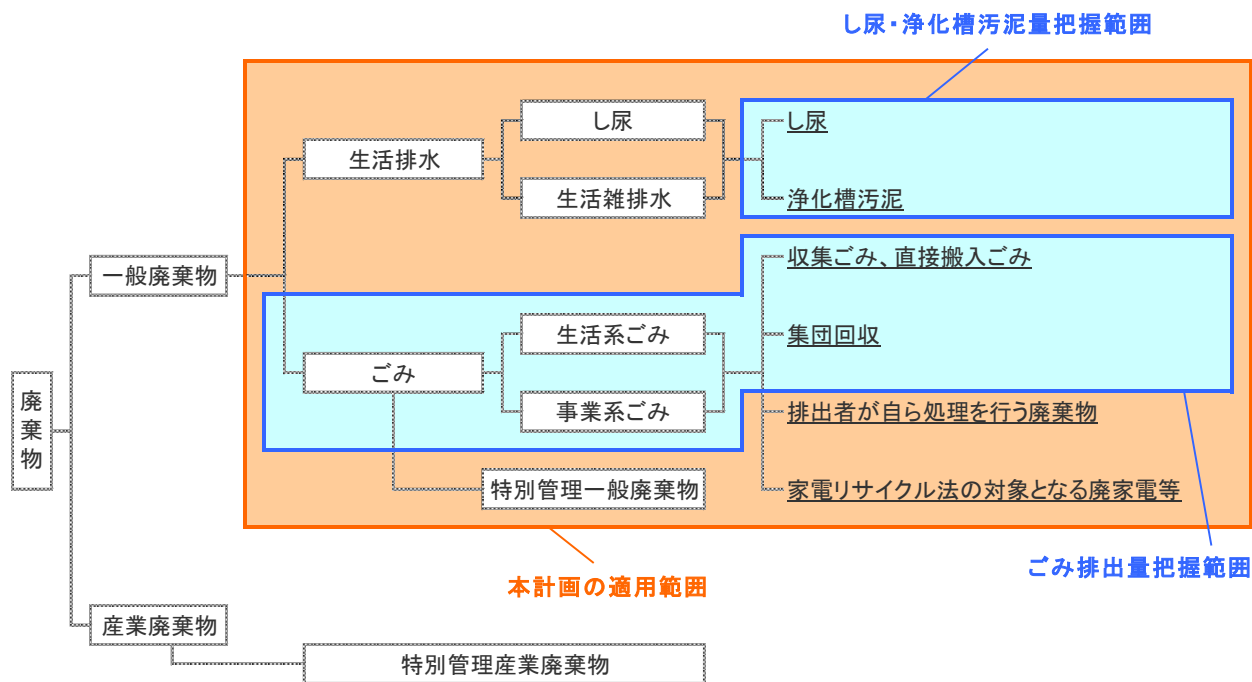 し尿・浄化槽汚泥量把握範囲
し尿
し尿
生活排水
生活雑排水
浄化槽汚泥
一般廃棄物
収集ごみ、直接搬入ごみ
生活系ごみ
集団回収
ごみ
廃棄物
事業系ごみ
排出者が自ら処理を行う廃棄物
特別管理一般廃棄物
家電リサイクル法の対象となる廃家電等
ごみ排出量把握範囲
本計画の適用範囲
産業廃棄物
特別管理産業廃棄物